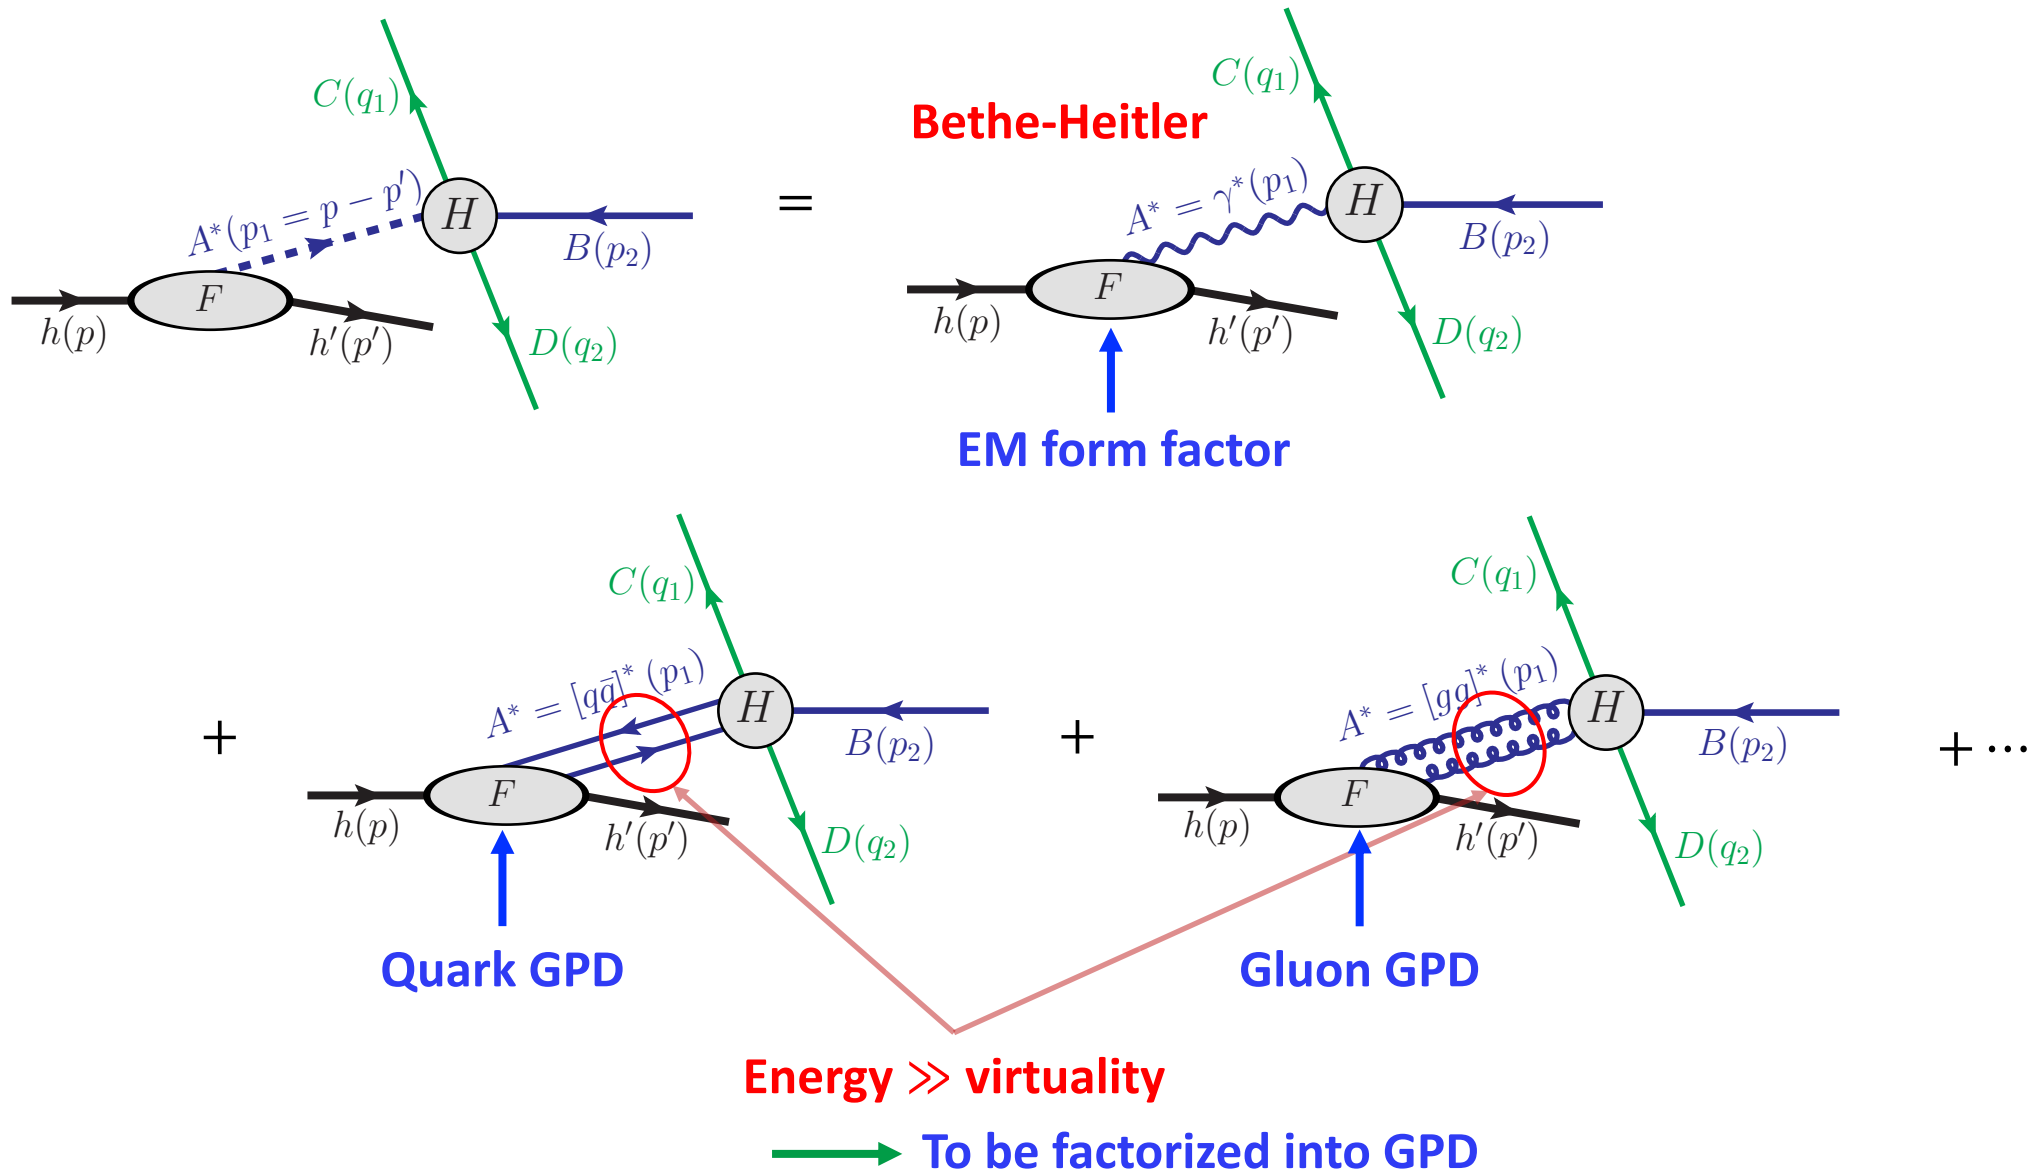 C(q₁)
A*(p₁ = p − p′)
H
B(p₂)
F
h(p)
h′(p′)
D(q₂)
=
Bethe-Heitler
C(q₁)
A* = γ*(p₁)
H
B(p₂)
F
h(p)
h′(p′)
D(q₂)
EM form factor
+
C(q₁)
A* = [qq̄]* (p₁)
H
B(p₂)
F
h(p)
h′(p′)
D(q₂)
Quark GPD
+
C(q₁)
A* = [gg]* (p₁)
H
B(p₂)
F
h(p)
h′(p′)
D(q₂)
Gluon GPD
+ ⋯
Energy ≫ virtuality
To be factorized into GPD